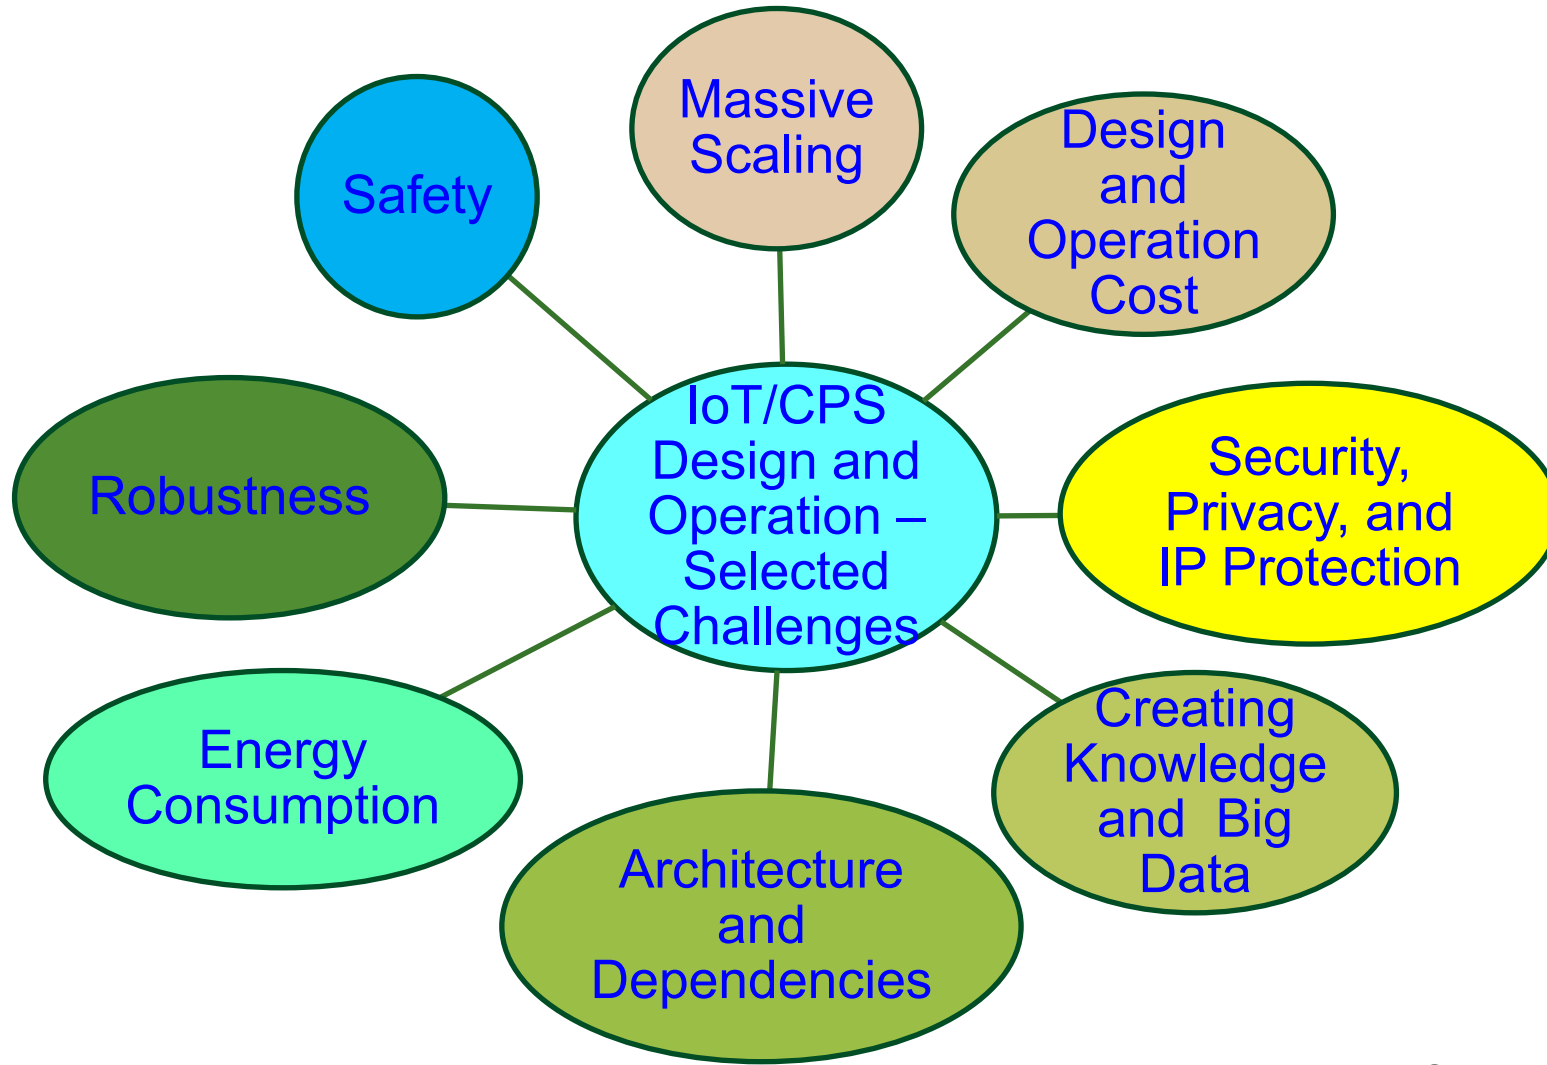 Massive
Scaling
Design
and
Operation
Cost
Safety
IoT/CPS
Design and
Operation –
Selected
Challenges
Security,
Privacy, and
IP Protection
Robustness
Creating
Knowledge
and  Big
Data
Energy
Consumption
Architecture
and
Dependencies